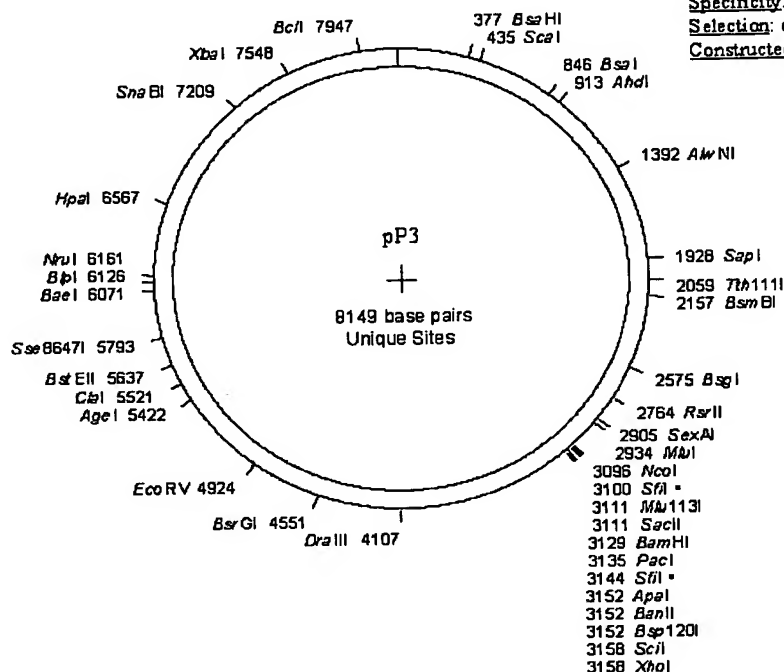 Specificity
Selection:
Constructe
377 BsaHI
435 ScaI
846 BsaI
913 AhdI
1392 AlwNI
1928 SapI
2059 Tth111I
2157 BsmBI
2575 BsgI
2764 RsrII
2905 SexAI
2934 MluI
3096 NcoI
3100 SfiI *
3111 Mlu113I
3111 SacII
3129 BamHI
3135 PacI
3144 SfiI *
3152 ApaI
3152 BanII
3152 Bsp120I
3158 SciI
3158 XhoI
DraIII 4107
BsrGI 4551
EcoRV 4924
AgeI 5422
ClaI 5521
BstEII 5637
Sse8647I 5793
BaeI 6071
BlpI 6126
NruI 6161
HpaI 6567
SnaBI 7209
XbaI 7548
BclI 7947
pP3
8149 base pairs
Unique Sites